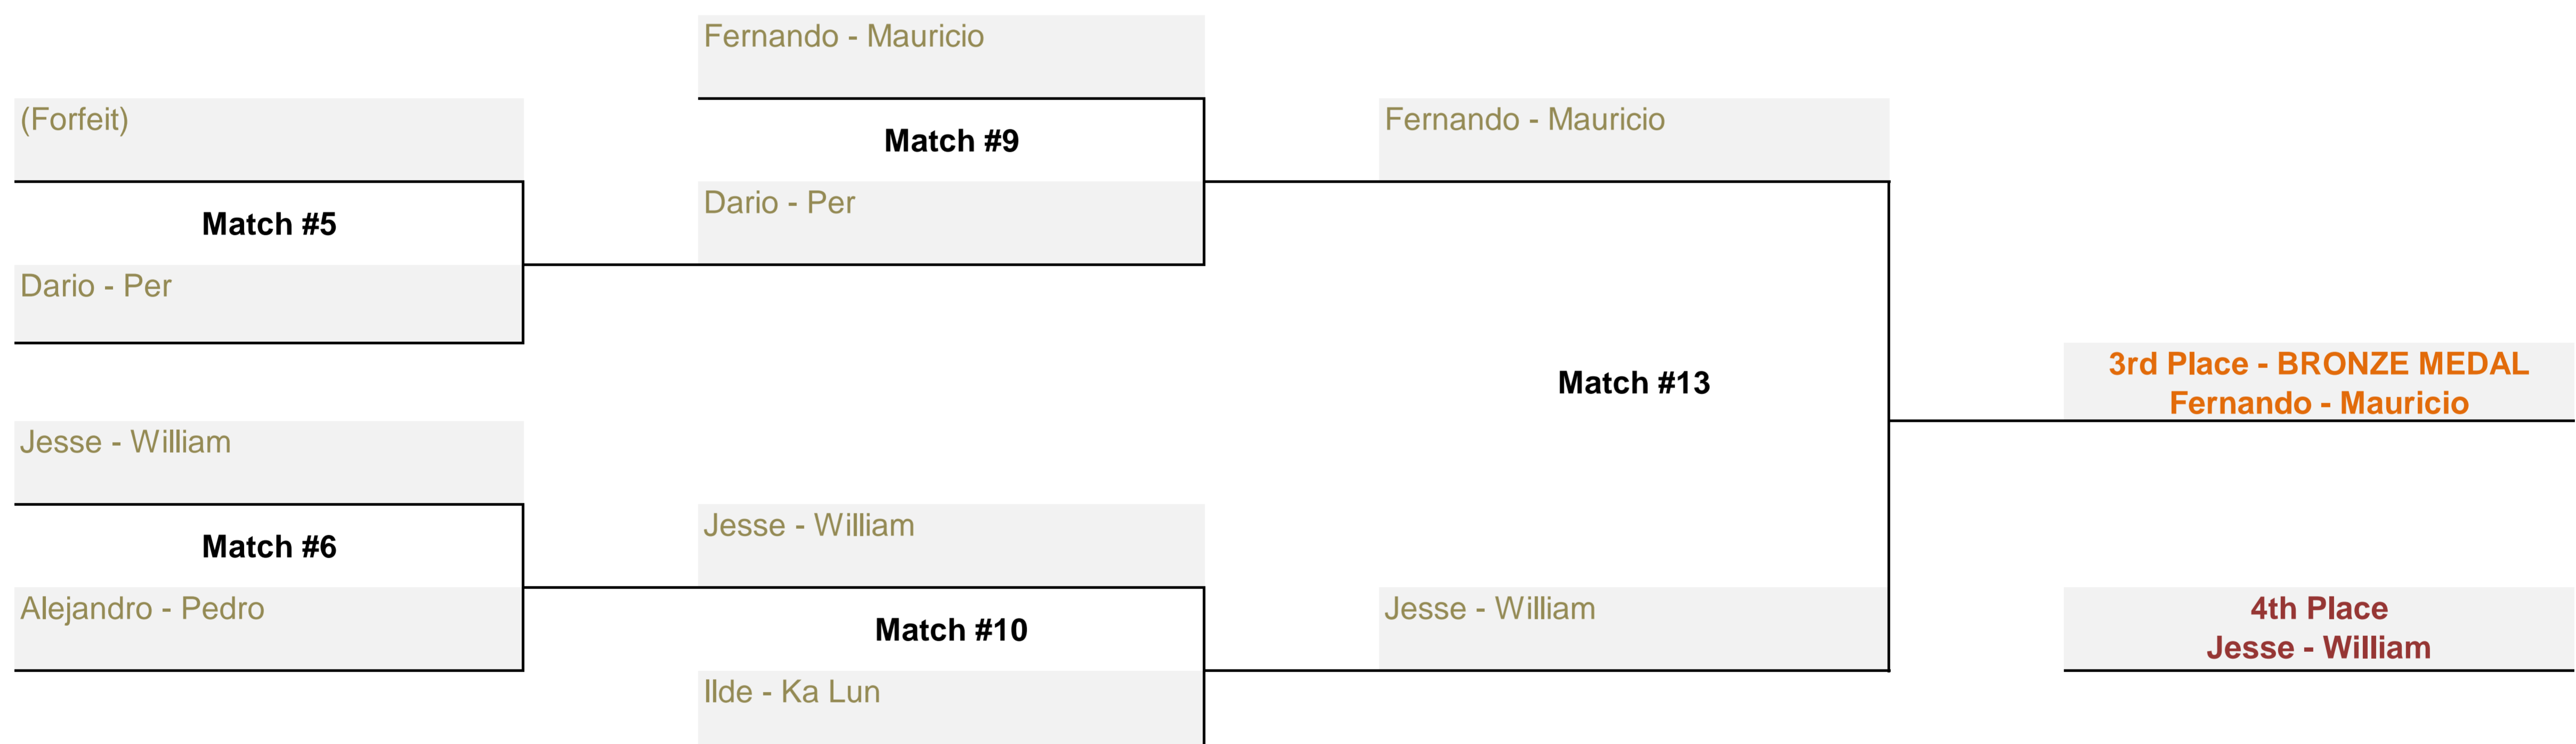 Fernando - Mauricio
(Forfeit)
Fernando - Mauricio
Match #9
Dario - Per
Match #5
Dario - Per
Match #13
3rd Place - BRONZE MEDAL
Fernando - Mauricio
Jesse - William
Jesse - William
Match #6
Alejandro - Pedro
Jesse - William
4th Place
Jesse - William
Match #10
Ilde - Ka Lun